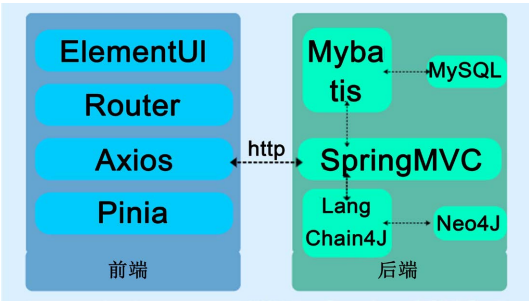 ElementUI
Router
Axios
Pinia
前端
http
Myba
tis
MySQL
SpringMVC
Lang
Chain4J
Neo4J
后端